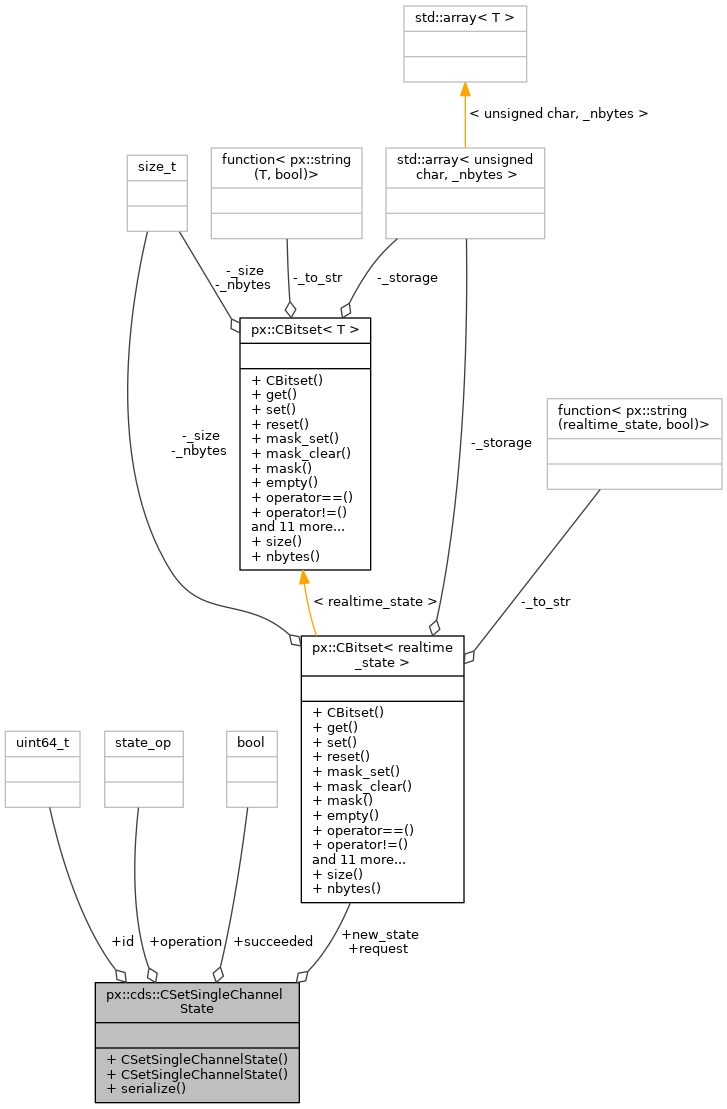 std::array< T >
< unsigned char, _nbytes >
size_t
function< px::string
(T, bool)>
std::array< unsigned
char, _nbytes >
-_size
-_nbytes
-_to_str
-_storage
px::CBitset< T >
+ CBitset()
+ get()
+ set()
+ reset()
+ mask_set()
+ mask_clear()
+ mask()
+ empty()
+ operator==()
+ operator!=()
and 11 more...
+ size()
+ nbytes()
function< px::string
(realtime_state, bool)>
-_size
-_nbytes
-_storage
-_to_str
< realtime_state >
px::CBitset< realtime
_state >
+ CBitset()
+ get()
+ set()
+ reset()
+ mask_set()
+ mask_clear()
+ mask()
+ empty()
+ operator==()
+ operator!=()
and 11 more...
+ size()
+ nbytes()
uint64_t
state_op
bool
+id
+operation
+succeeded
+new_state
+request
px::cds::CSetSingleChannel
State
+ CSetSingleChannelState()
+ CSetSingleChannelState()
+ serialize()